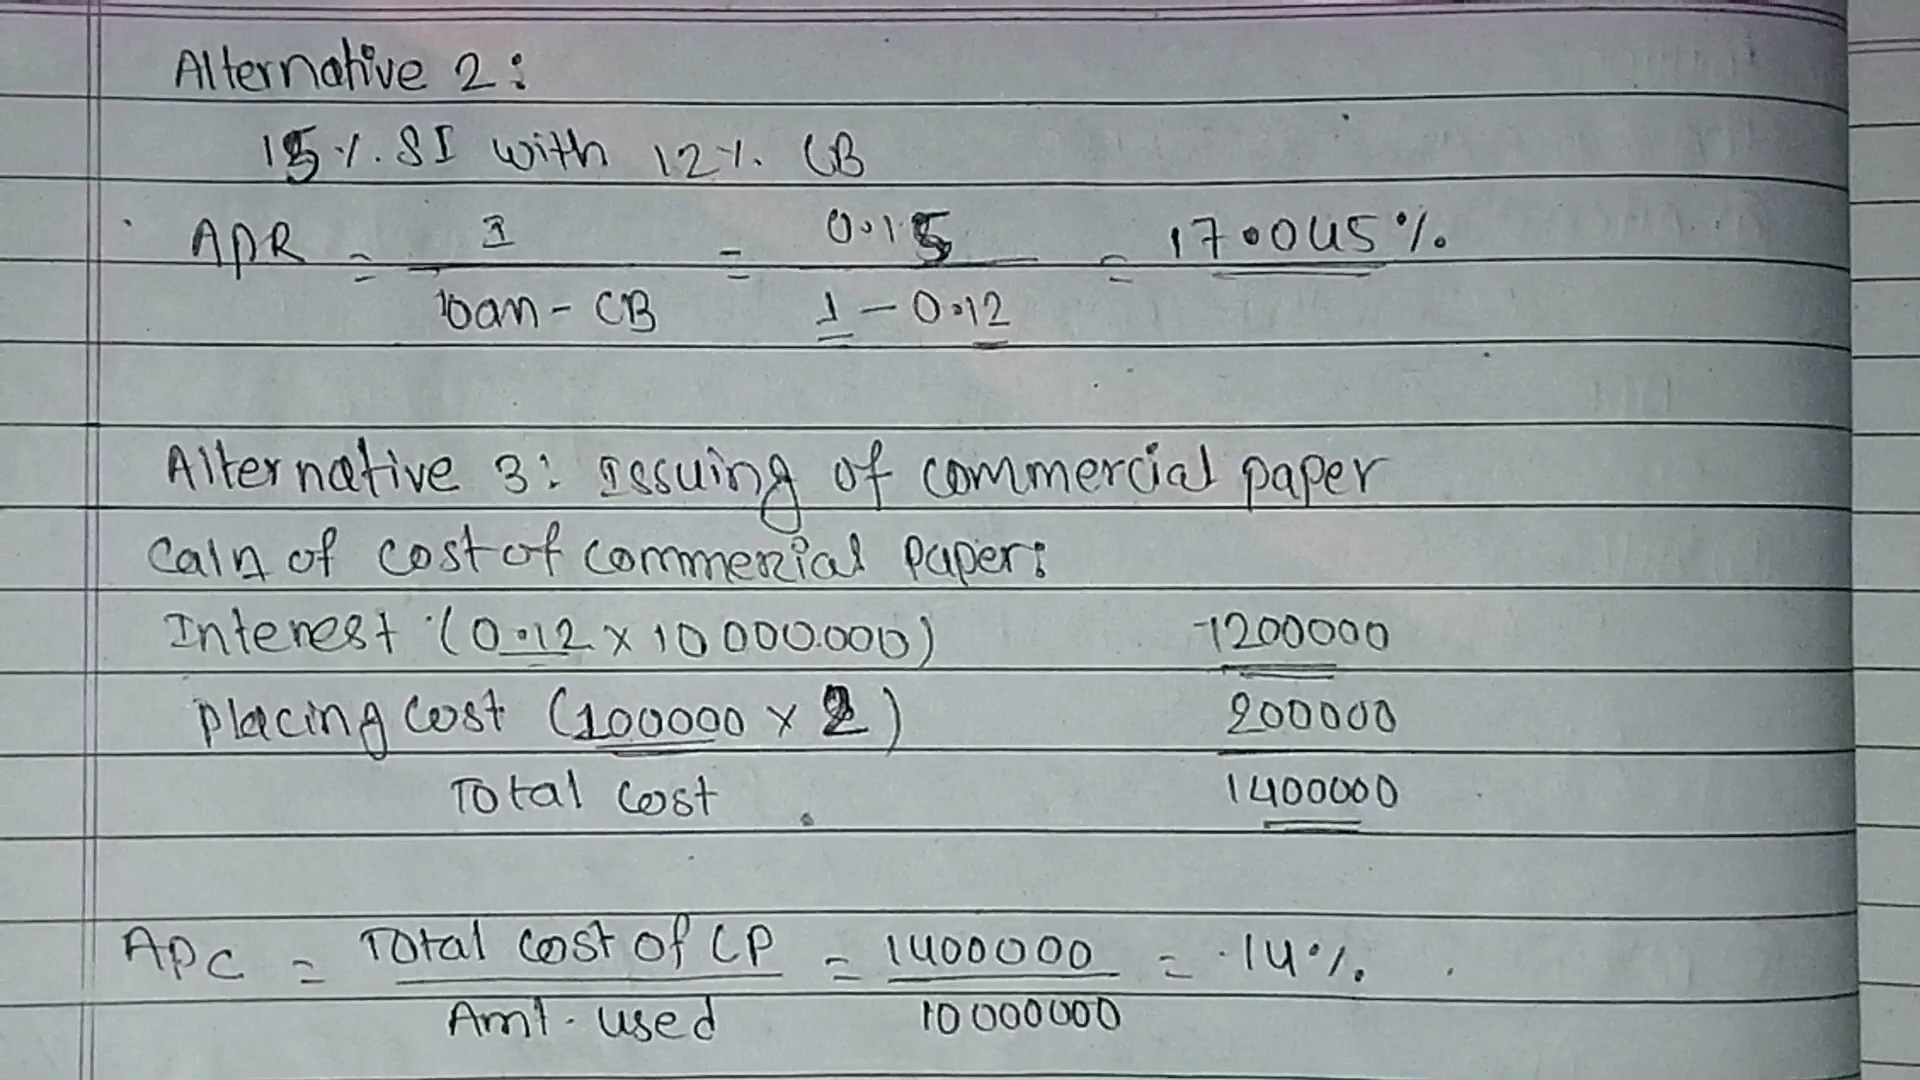 Alternative 2:
15%. SI with 12%. CB
APR = I / loan - CB = 0.15 / 1 - 0.12 = 17.045%
Alternative 3: Issuing of commercial paper
Caln of cost of commercial paper:
Interest (0.12 x 10000.000) 1200000
placing cost (100000 x 2) 200000
Total cost 1400000
APC = Total cost of CP / Amt. used = 1400000 / 10000000 = 14%.